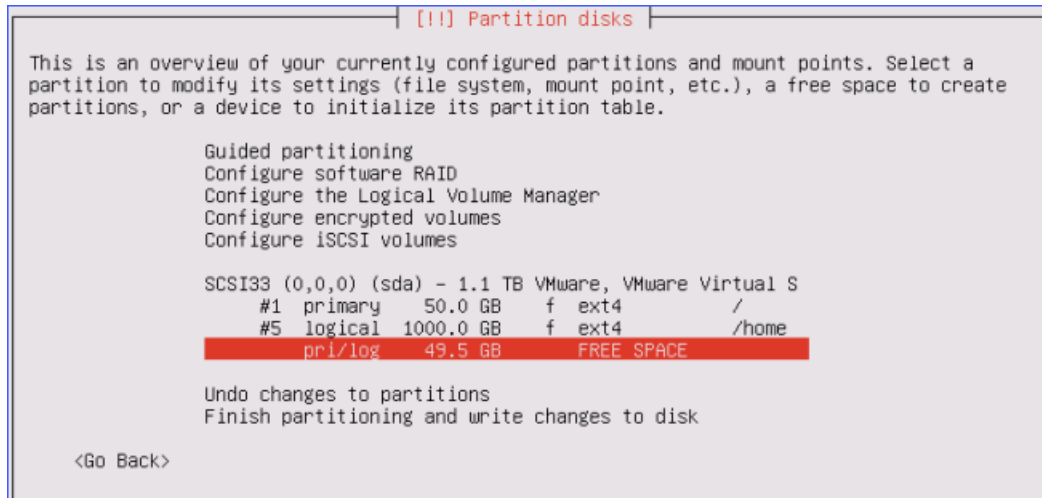 [!!] Partition disks
This is an overview of your currently configured partitions and mount points. Select a
partition to modify its settings (file system, mount point, etc.), a free space to create
partitions, or a device to initialize its partition table.
Guided partitioning
Configure software RAID
Configure the Logical Volume Manager
Configure encrypted volumes
Configure iSCSI volumes
SCSI33 (0,0,0) (sda) - 1.1 TB VMware, VMware Virtual S
#1 primary 50.0 GB f ext4 /
#5 logical 1000.0 GB f ext4 /home
pri/log 49.5 GB FREE SPACE
Undo changes to partitions
Finish partitioning and write changes to disk
<Go Back>